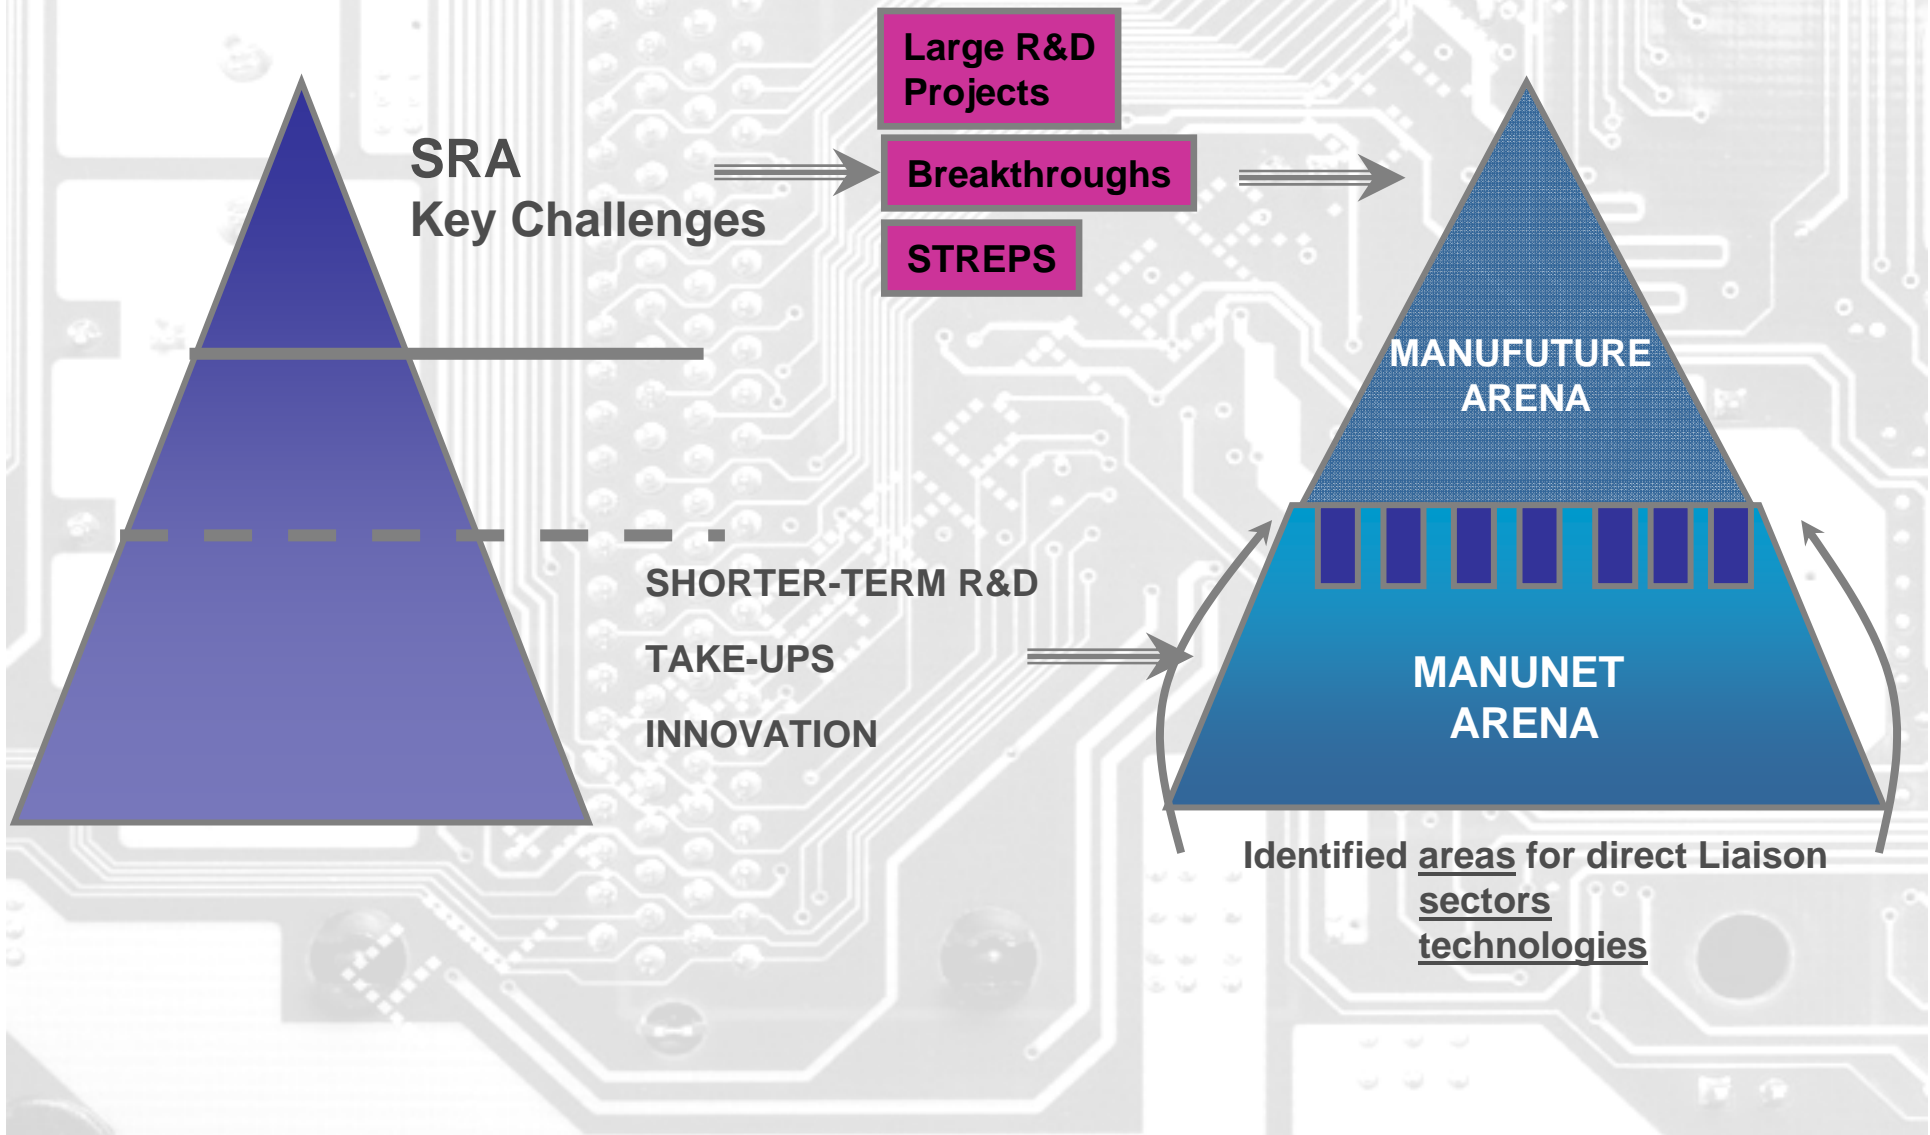 Large R&D
Projects
SRA
Key Challenges
Breakthroughs
STREPS
MANUFUTURE
ARENA
SHORTER-TERM R&D
TAKE-UPS
INNOVATION
MANUNET
ARENA
Identified areas for direct Liaison
sectors
technologies